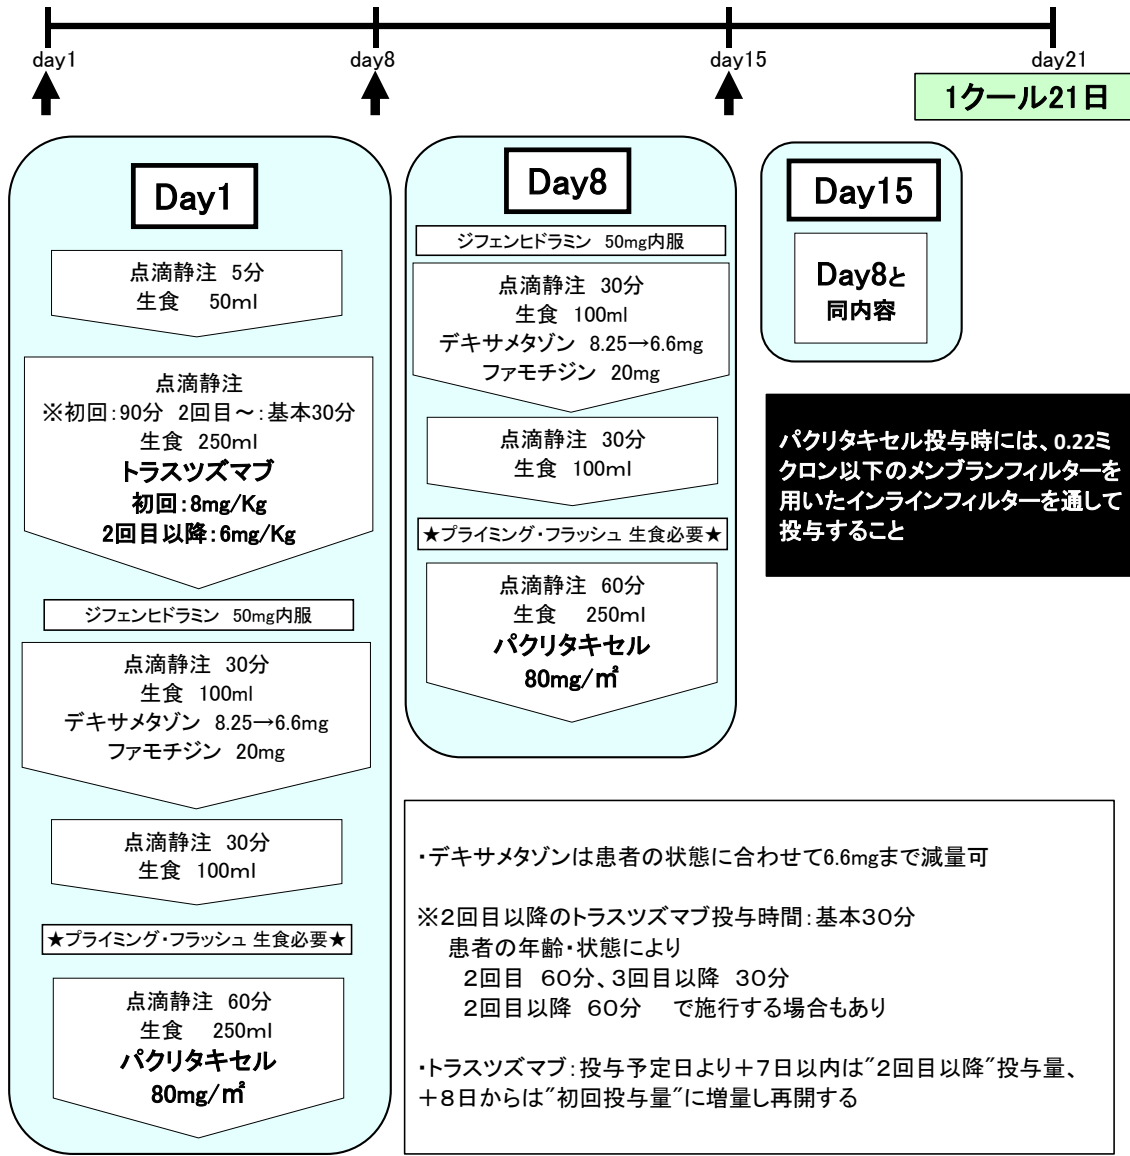 day1
day8
day15
day21
1クール21日
Day1
点滴静注 5分
生食 50ml
点滴静注
※初回:90分 2回目～:基本30分
生食 250ml
トラスツズマブ
初回:8mg/Kg
2回目以降:6mg/Kg
ジフェンヒドラミン 50mg内服
点滴静注 30分
生食 100ml
デキサメタゾン 8.25→6.6mg
ファモチジン 20mg
点滴静注 30分
生食 100ml
★プライミング・フラッシュ 生食必要★
点滴静注 60分
生食 250ml
パクリタキセル
80mg/㎡
Day8
ジフェンヒドラミン 50mg内服
点滴静注 30分
生食 100ml
デキサメタゾン 8.25→6.6mg
ファモチジン 20mg
点滴静注 30分
生食 100ml
★プライミング・フラッシュ 生食必要★
点滴静注 60分
生食 250ml
パクリタキセル
80mg/㎡
Day15
Day8と
同内容
パクリタキセル投与時には、0.22ミ
クロン以下のメンブランフィルターを
用いたインラインフィルターを通して
投与すること
・デキサメタゾンは患者の状態に合わせて6.6mgまで減量可
※2回目以降のトラスツズマブ投与時間:基本30分
患者の年齢・状態により
2回目 60分、3回目以降 30分
2回目以降 60分 で施行する場合もあり
・トラスツズマブ:投与予定日より＋7日以内は"2回目以降"投与量、
＋8日からは"初回投与量"に増量し再開する